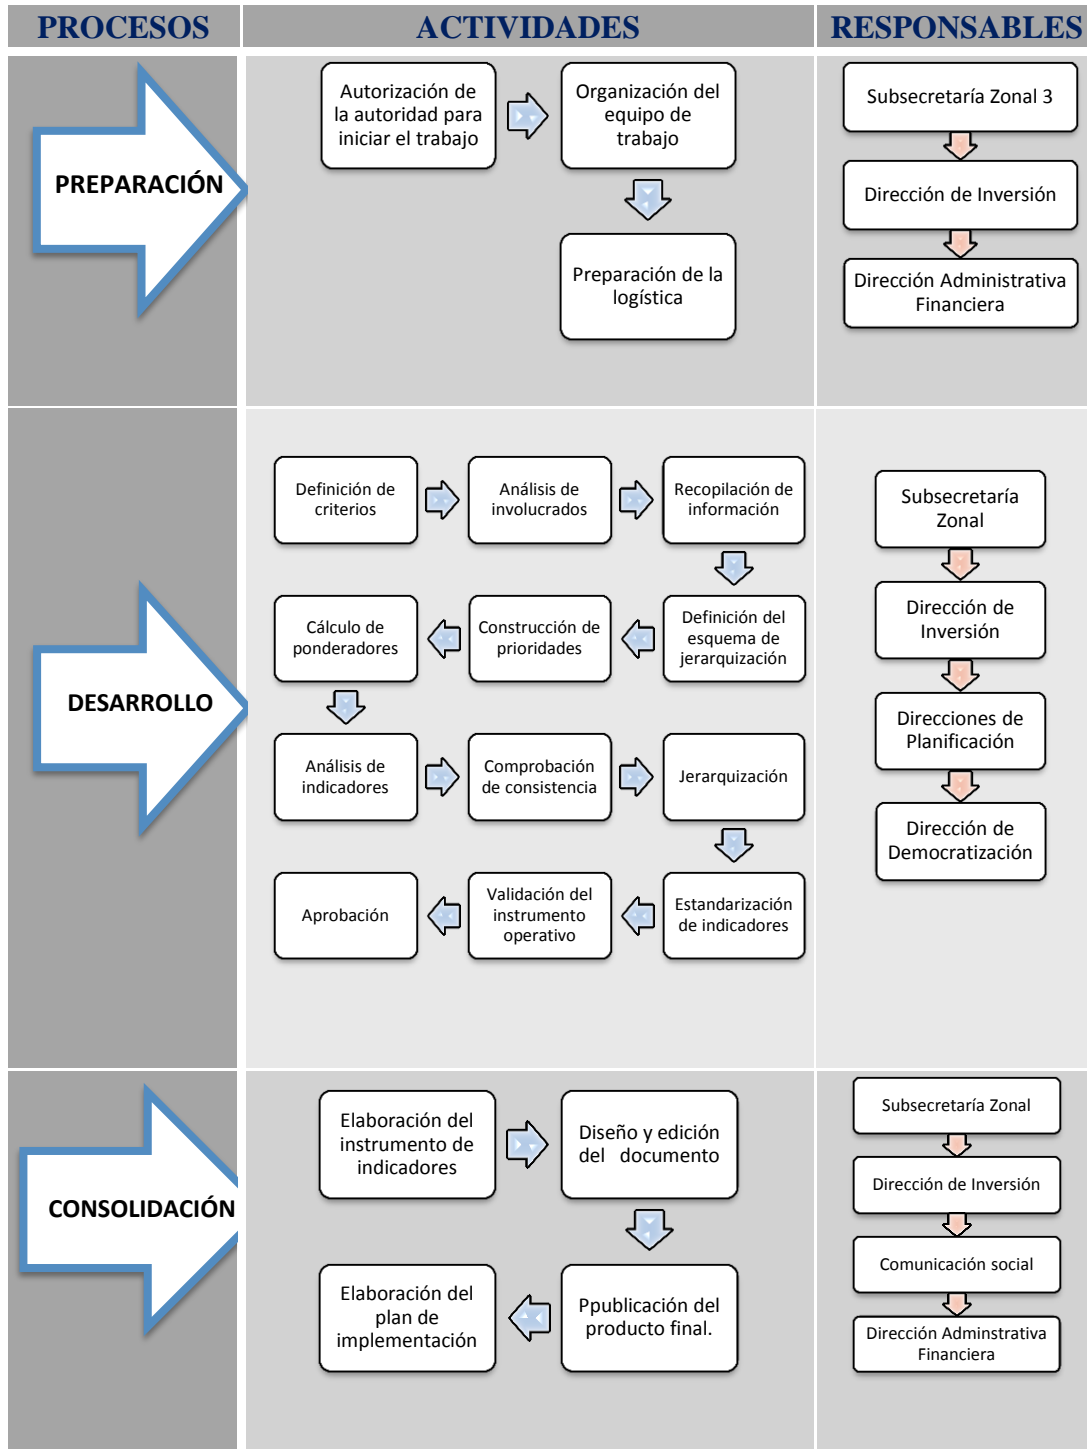 PROCESOS
ACTIVIDADES
RESPONSABLES
PREPARACIÓN
Autorización de
la autoridad para
iniciar el trabajo
Organización del
equipo de
trabajo
Preparación de la
logística
Subsecretaría Zonal 3
Dirección de Inversión
Dirección Administrativa
Financiera
DESARROLLO
Definición de
criterios
Análisis de
involucrados
Recopilación de
información
Definición del
esquema de
jerarquización
Construcción de
prioridades
Cálculo de
ponderadores
Análisis de
indicadores
Comprobación
de consistencia
Jerarquización
Estandarización
de indicadores
Validación del
instrumento
operativo
Aprobación
Subsecretaría
Zonal
Dirección de
Inversión
Direcciones de
Planificación
Dirección de
Democratización
CONSOLIDACIÓN
Elaboración del
instrumento de
indicadores
Diseño y edición
del documento
Ppublicación del
producto final.
Elaboración del
plan de
implementación
Subsecretaría Zonal
Dirección de Inversión
Comunicación social
Dirección Adminstrativa
Financiera